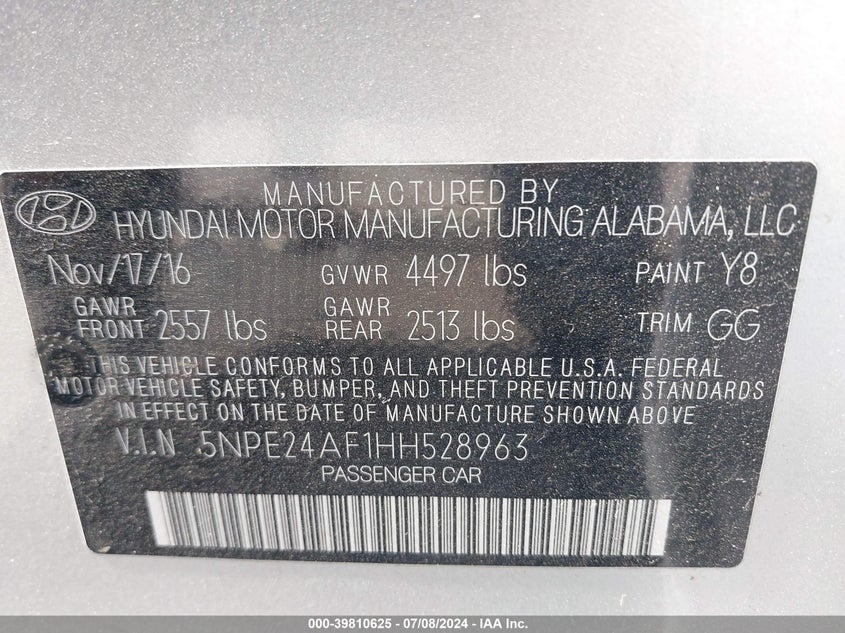 MANUFACTURED BY
HYUNDAI MOTOR MANUFACTURING ALABAMA, LLC
Nov/17/16 GVWR 4497 lbs PAINT Y8
GAWR FRONT 2557 lbs GAWR REAR 2513 lbs TRIM GG
THIS VEHICLE CONFORMS TO ALL APPLICABLE U.S.A. FEDERAL
MOTOR VEHICLE SAFETY, BUMPER, AND THEFT PREVENTION STANDARDS
IN EFFECT ON THE DATE OF MANUFACTURE SHOWN ABOVE
V.I.N 5NPE24AF1HH528963
PASSENGER CAR
000-39810625 - 07/08/2024 - IAA Inc.